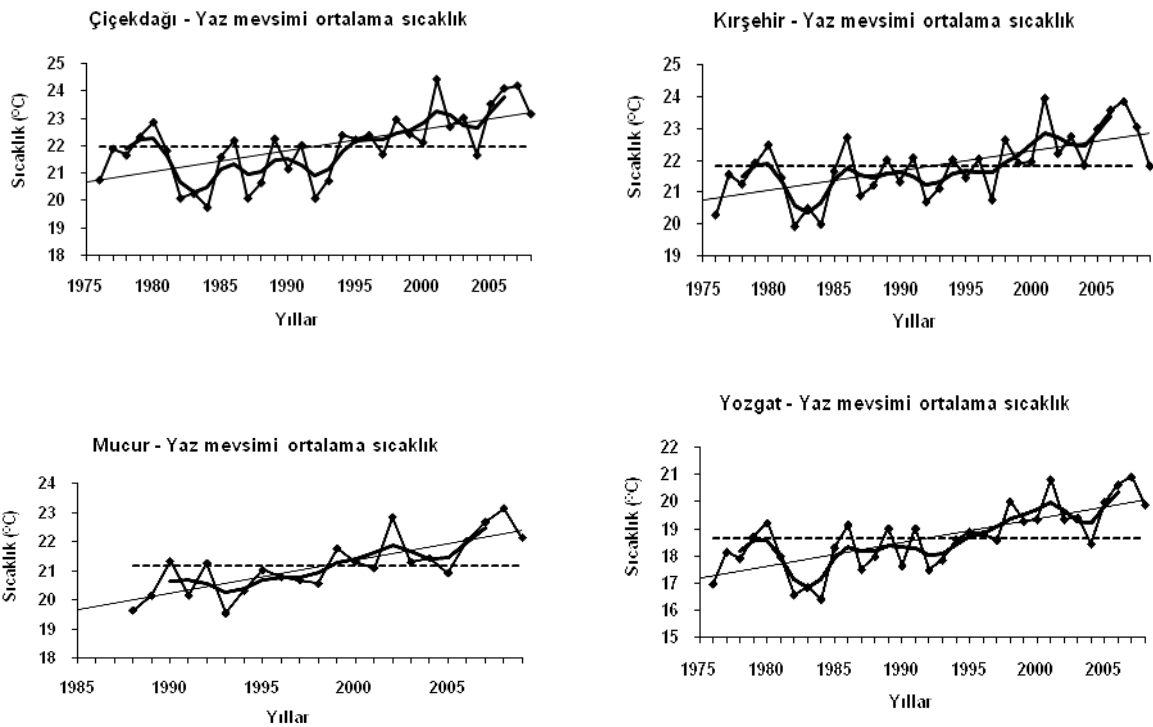 Çiçekdağı - Yaz mevsimi ortalama sıcaklık
Sıcaklık (°C)
25
24
23
22
21
20
19
18
1975 1980 1985 1990 1995 2000 2005
Yıllar
Kırşehir - Yaz mevsimi ortalama sıcaklık
Sıcaklık (°C)
25
24
23
22
21
20
19
1975 1980 1985 1990 1995 2000 2005
Yıllar
Mucur - Yaz mevsimi ortalama sıcaklık
Sıcaklık (°C)
24
23
22
21
20
19
18
1985 1990 1995 2000 2005
Yıllar
Yozgat - Yaz mevsimi ortalama sıcaklık
Sıcaklık (°C)
22
21
20
19
18
17
16
15
1975 1980 1985 1990 1995 2000 2005
Yıllar